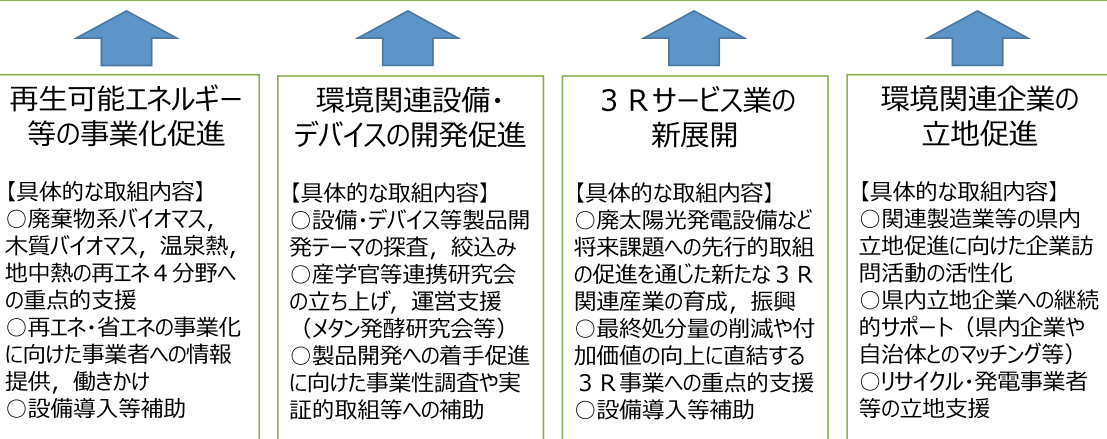 再生可能エネルギー
等の事業化促進
【具体的な取組内容】
○廃棄物系バイオマス，
木質バイオマス，温泉熱，
地中熱の再エネ４分野へ
の重点的支援
○再エネ・省エネの事業化
に向けた事業者への情報
提供，働きかけ
○設備導入等補助
環境関連設備・
デバイスの開発促進
【具体的な取組内容】
○設備・デバイス等製品開
発テーマの探査，絞込み
○産学官等連携研究会
の立ち上げ，運営支援
（メタン発酵研究会等）
○製品開発への着手促進
に向けた事業性調査や実
証的取組等への補助
３Ｒサービス業の
新展開
【具体的な取組内容】
○廃太陽光発電設備など
将来課題への先行的取組
の促進を通じた新たな３Ｒ
関連産業の育成，振興
○最終処分量の削減や付
加価値の向上に直結する
３Ｒ事業への重点的支援
○設備導入等補助
環境関連企業の
立地促進
【具体的な取組内容】
○関連製造業等の県内
立地促進に向けた企業訪
問活動の活性化
○県内立地企業への継続
的サポート（県内企業や
自治体とのマッチング等）
○リサイクル・発電事業者
等の立地支援